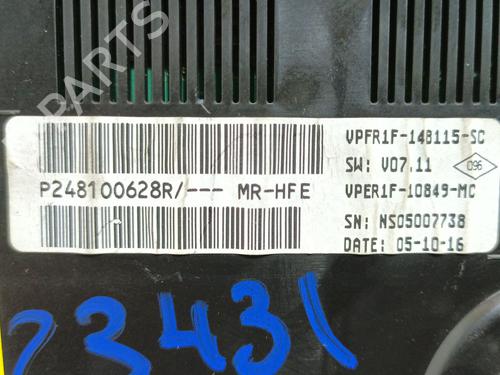 B-PARTS
VPFR1F-14B115-SC
SW: V07.11
096
P248100628R/--- MR-HFE
VPER1F-10849-MC
SN: NS05007738
DATE: 05-10-16
23431